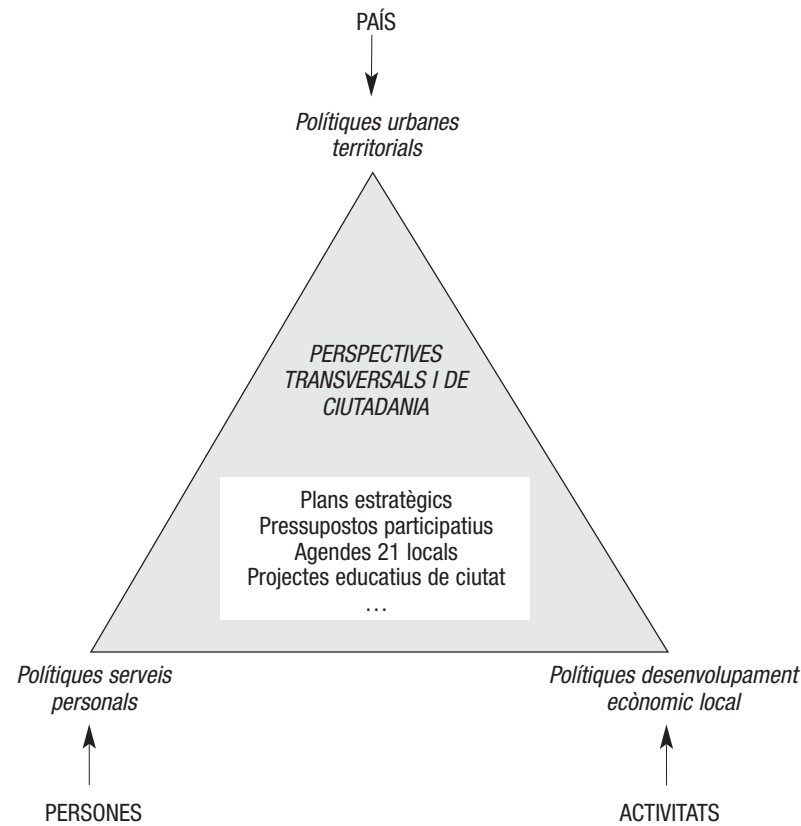 PAÍS
Polítiques urbanes
territorials
PERSPECTIVES
TRANSVERSALS I DE
CIUTADANIA
Plans estratègics
Pressupostos participatius
Agendes 21 locals
Projectes educatius de ciutat
…
Polítiques serveis
personals
Polítiques desenvolupament
ecònomic local
PERSONES
ACTIVITATS